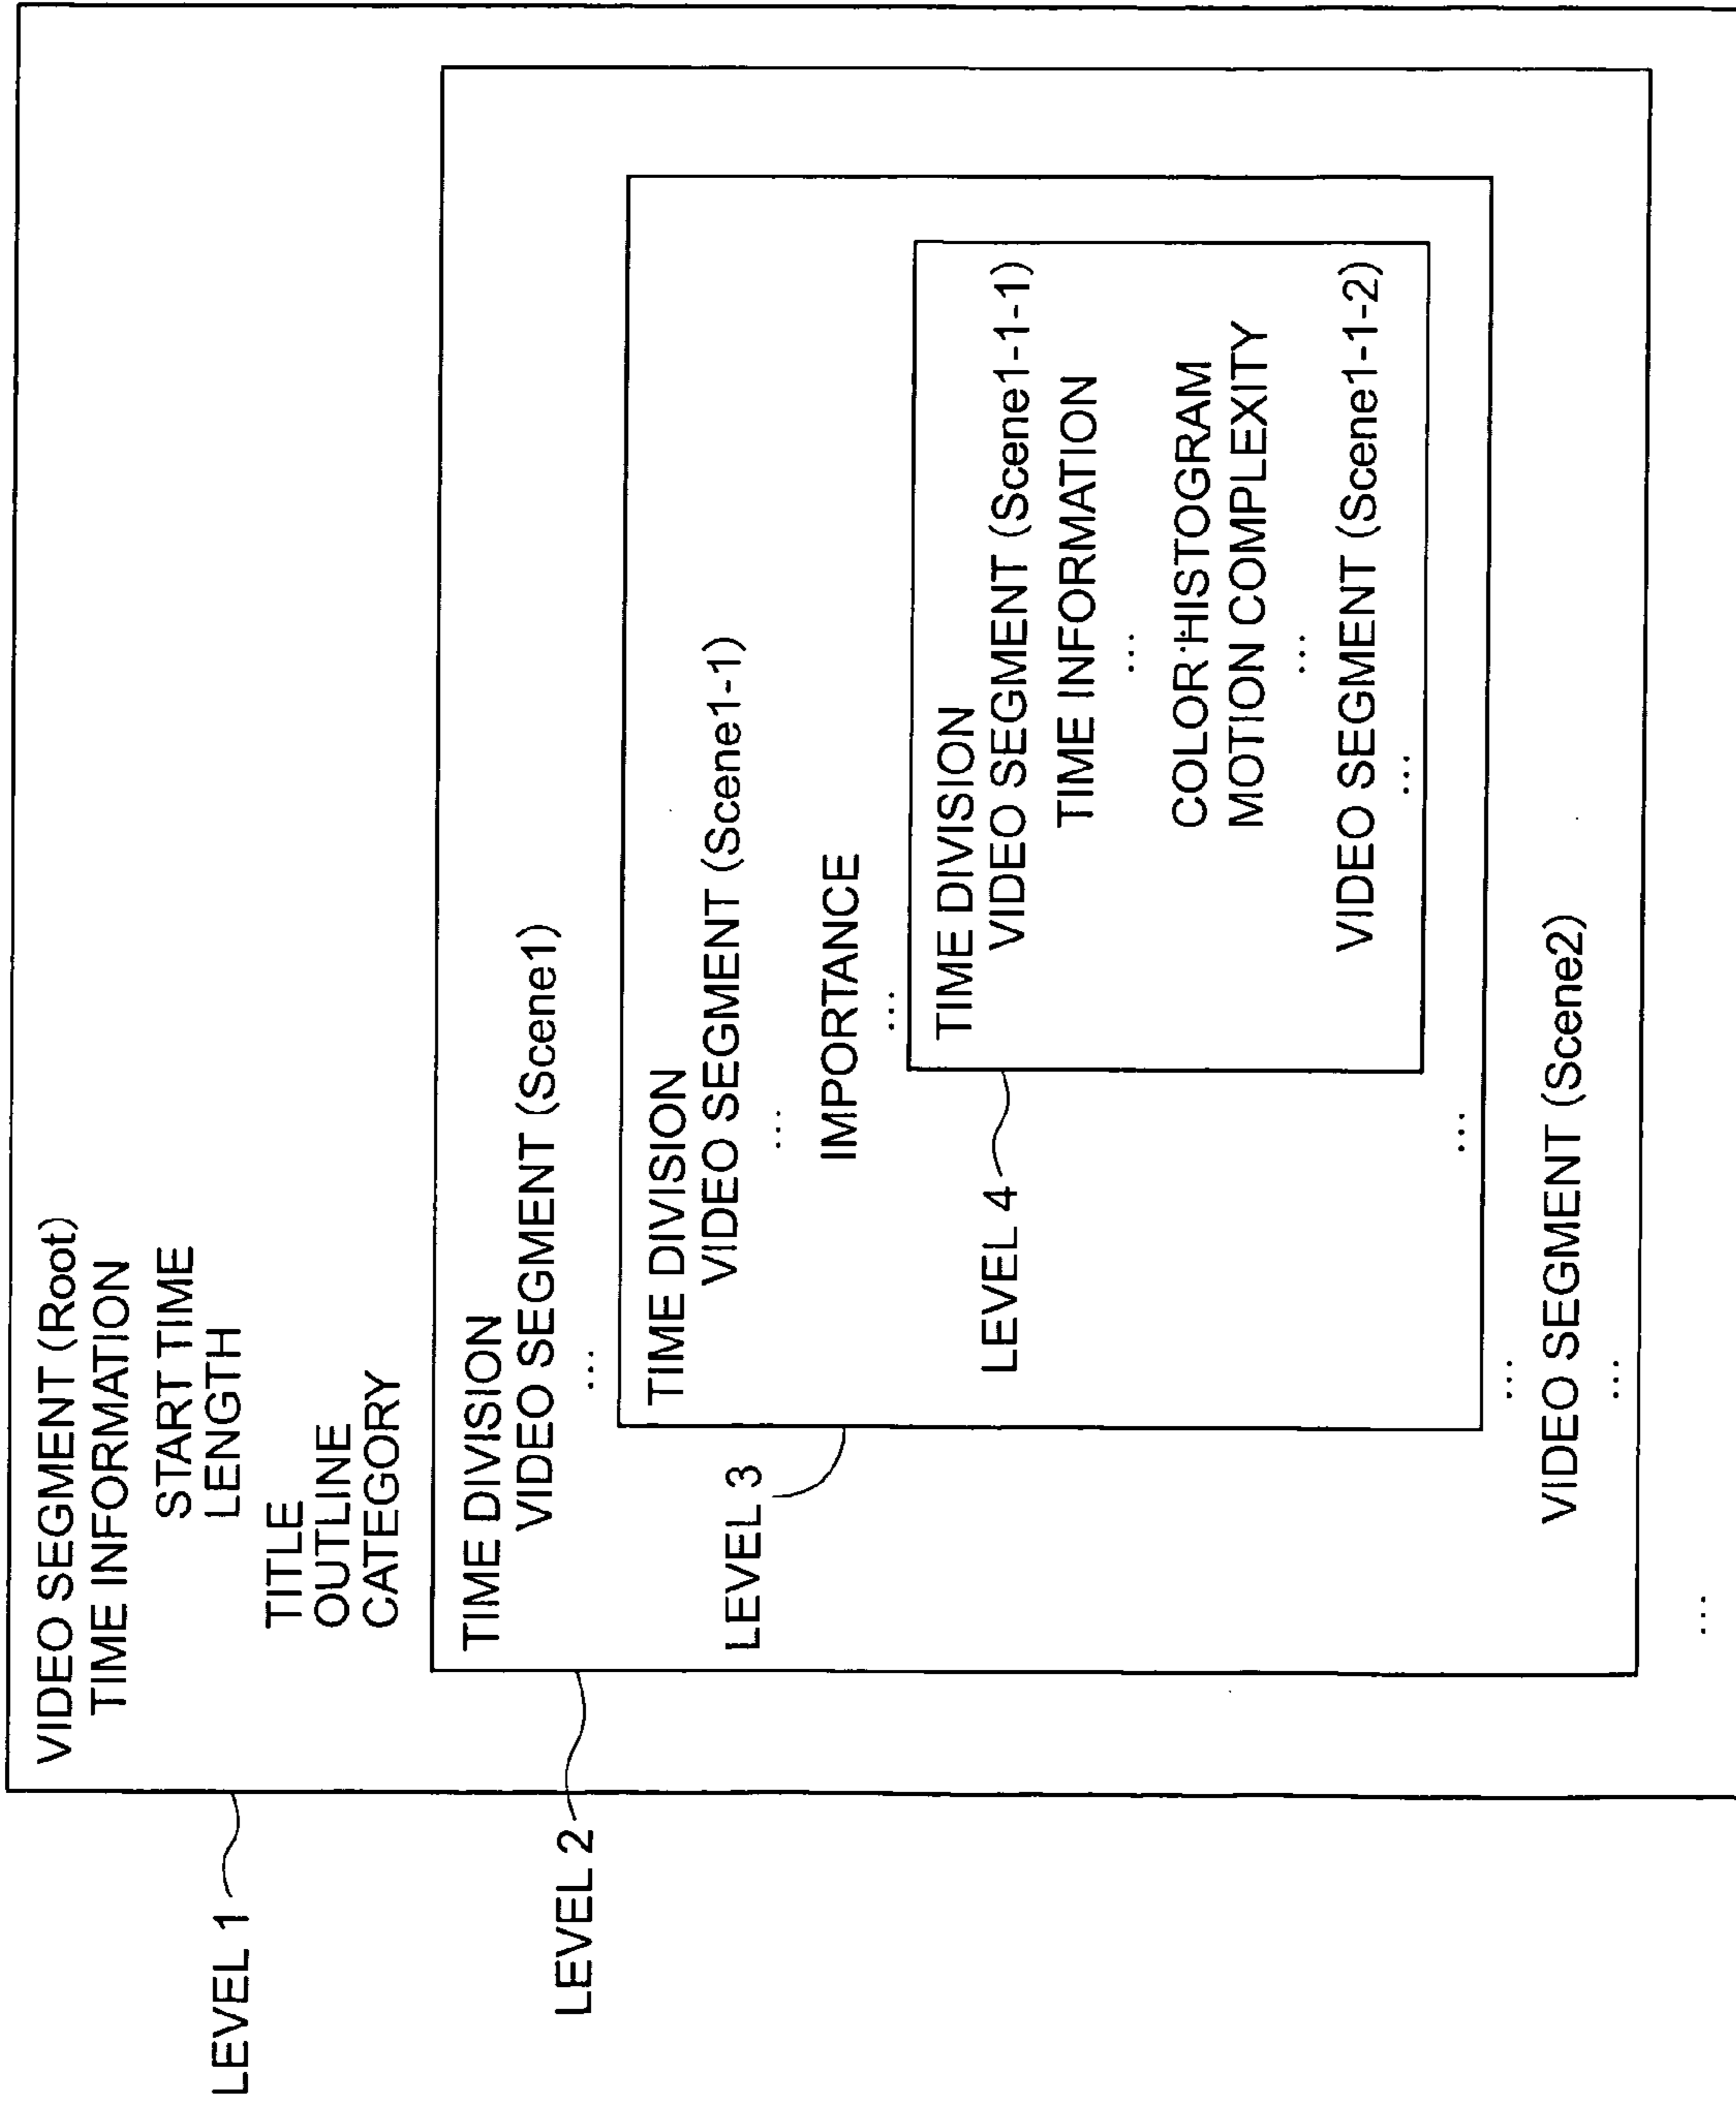 VIDEO SEGMENT (Root)
TIME INFORMATION
START TIME
LENGTH
TITLE
OUTLINE
CATEGORY
LEVEL 1
TIME DIVISION
VIDEO SEGMENT (Scene1)
...
LEVEL 2
TIME DIVISION
VIDEO SEGMENT (Scene1-1)
...
LEVEL 3
IMPORTANCE
...
TIME DIVISION
VIDEO SEGMENT (Scene1-1-1)
LEVEL 4
TIME INFORMATION
...
COLOR HISTOGRAM
MOTION COMPLEXITY
...
VIDEO SEGMENT (Scene1-1-2)
...
...
...
VIDEO SEGMENT (Scene2)
...
...